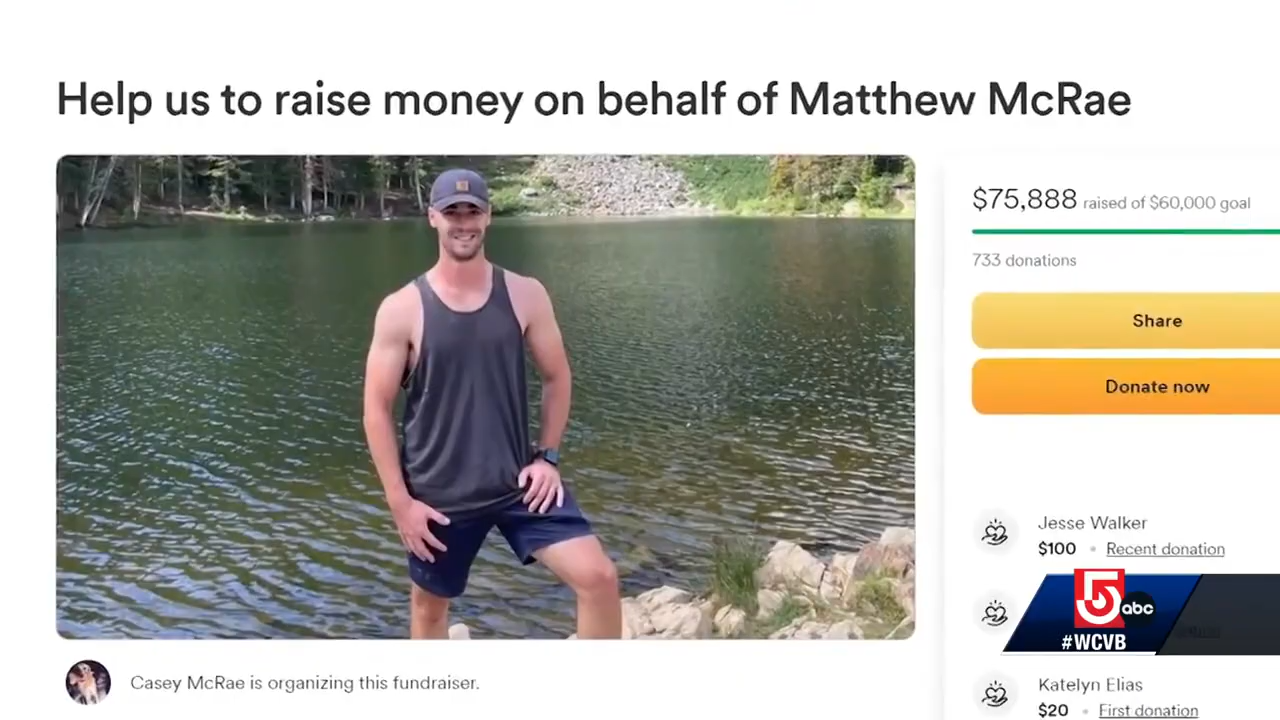 Help us to raise money on behalf of Matthew McRae
$75,888 raised of $60,000 goal
733 donations
Share
Donate now
Jesse Walker
$100 • Recent donation
5 abc
#WCVB
Casey McRae is organizing this fundraiser.
Katelyn Elias
$20 • First donation